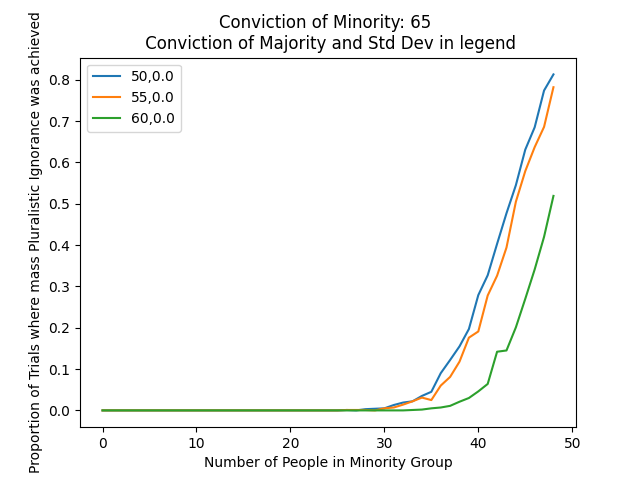 Conviction of Minority: 65
Conviction of Majority and Std Dev in legend
Proportion of Trials where mass Pluralistic Ignorance was achieved
0.8
0.7
0.6
0.5
0.4
0.3
0.2
0.1
0.0
50,0.0
55,0.0
60,0.0
0 10 20 30 40 50
Number of People in Minority Group